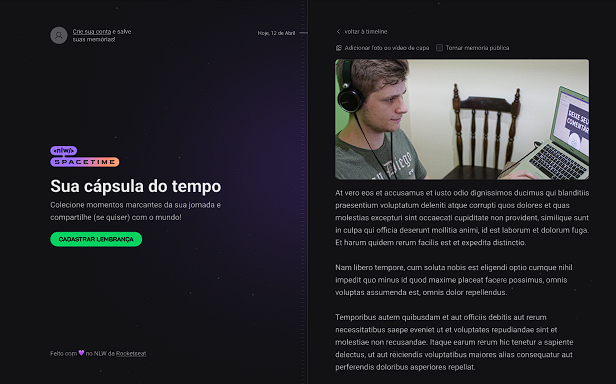 Crie sua conta e salve
suas memórias!
Hoje, 12 de Abril
<nlw/>
SPACETIME
Sua cápsula do tempo
Colecione momentos marcantes da sua jornada e
compartilhe (se quiser) com o mundo!
CADASTRAR LEMBRANÇA
Feito com 💜 no NLW da Rocketseat
voltar à timeline
Adicionar foto ou vídeo de capa
Tornar memória pública
Diego
DEIXE SEU
COMENTÁR
At vero eos et accusamus et iusto odio dignissimos ducimus qui blanditiis
praesentium voluptatum deleniti atque corrupti quos dolores et quas
molestias excepturi sint occaecati cupiditate non provident, similique sunt
in culpa qui officia deserunt mollitia animi, id est laborum et dolorum fuga.
Et harum quidem rerum facilis est et expedita distinctio.
Nam libero tempore, cum soluta nobis est eligendi optio cumque nihil
impedit quo minus id quod maxime placeat facere possimus, omnis
voluptas assumenda est, omnis dolor repellendus.
Temporibus autem quibusdam et aut officiis debitis aut rerum
necessitatibus saepe eveniet ut et voluptates repudiandae sint et
molestiae non recusandae. Itaque earum rerum hic tenetur a sapiente
delectus, ut aut reiciendis voluptatibus maiores alias consequatur aut
perferendis doloribus asperiores repellat.